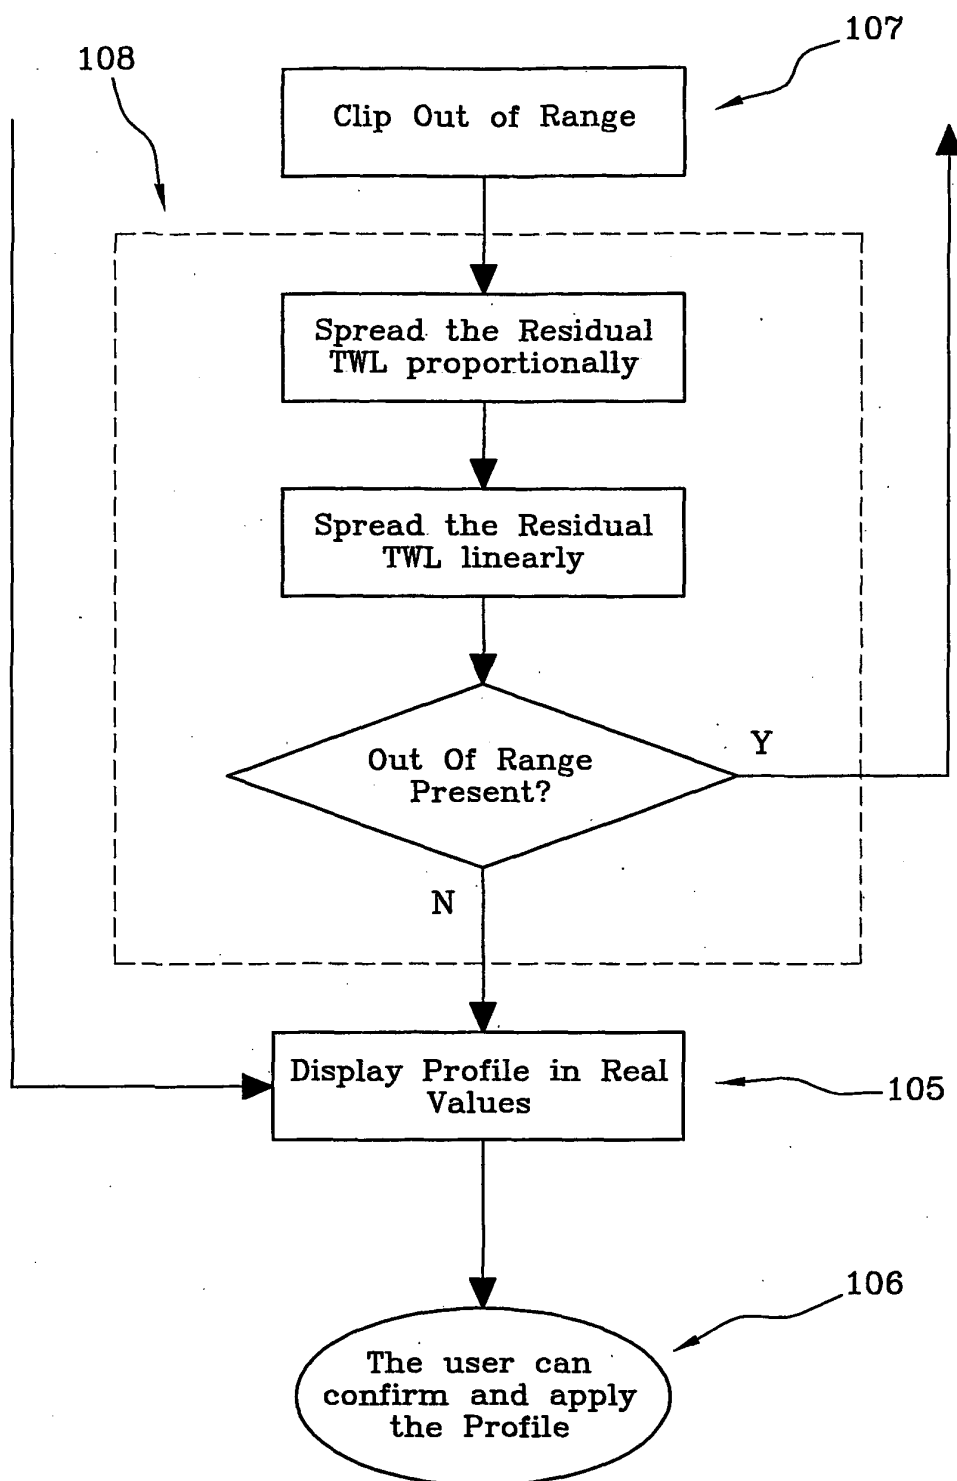 107
108
Clip Out of Range
Spread the Residual
TWL proportionally
Spread the Residual
TWL linearly
Out Of Range
Present?
Y
N
Display Profile in Real
Values
105
106
The user can
confirm and apply
the Profile